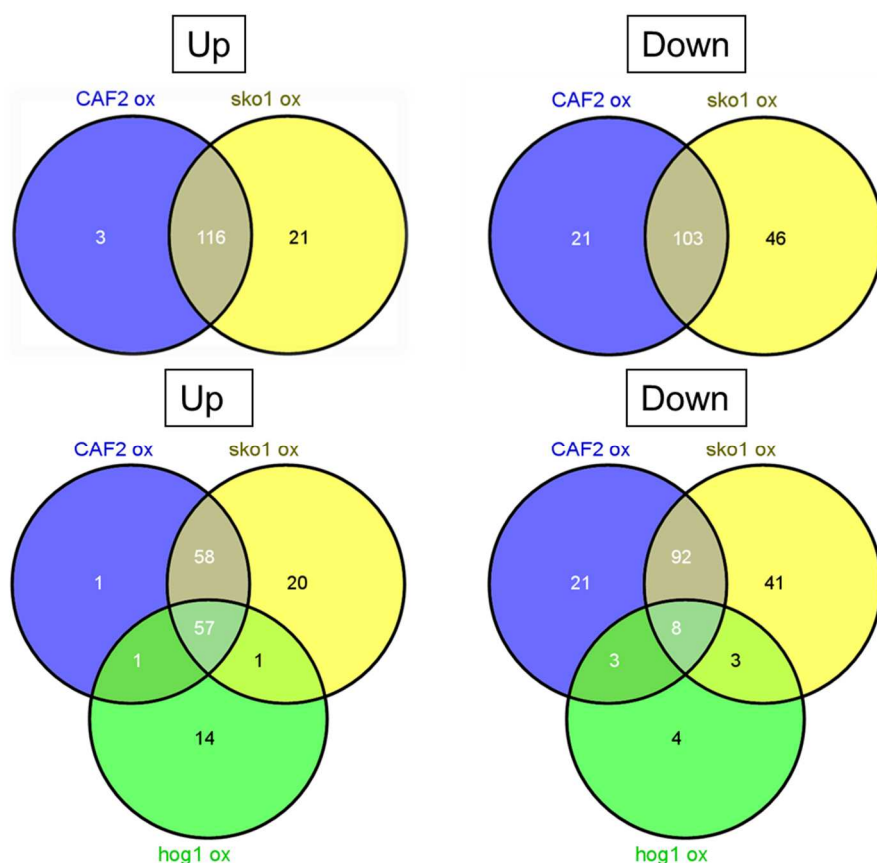 Up
Down
CAF2 ox
sko1 ox
CAF2 ox
sko1 ox
3
116
21
21
103
46
Up
Down
CAF2 ox
sko1 ox
CAF2 ox
sko1 ox
58
92
1
20
21
41
57
8
1
1
3
3
14
4
hog1 ox
hog1 ox